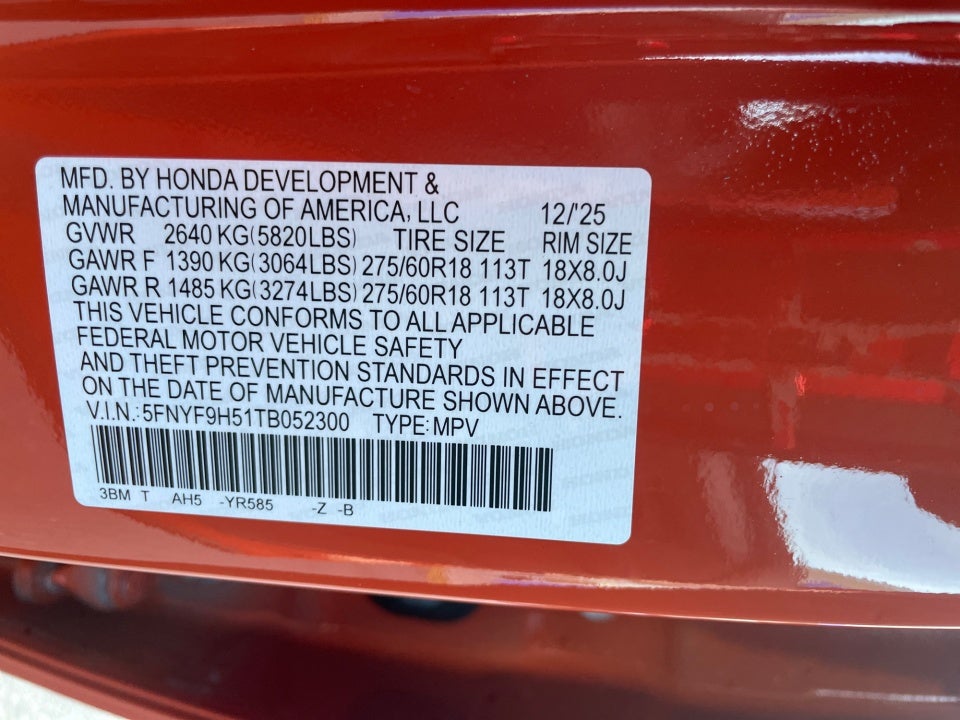 MFD. BY HONDA DEVELOPMENT &
MANUFACTURING OF AMERICA, LLC 12/'25
GVWR 2640 KG(5820LBS) TIRE SIZE RIM SIZE
GAWR F 1390 KG(3064LBS) 275/60R18 113T 18X8.0J
GAWR R 1485 KG(3274LBS) 275/60R18 113T 18X8.0J
THIS VEHICLE CONFORMS TO ALL APPLICABLE
FEDERAL MOTOR VEHICLE SAFETY
AND THEFT PREVENTION STANDARDS IN EFFECT
ON THE DATE OF MANUFACTURE SHOWN ABOVE.
V.I.N.:5FNYF9H51TB052300 TYPE:MPV
3BM T AH5 -YR585 -Z -B